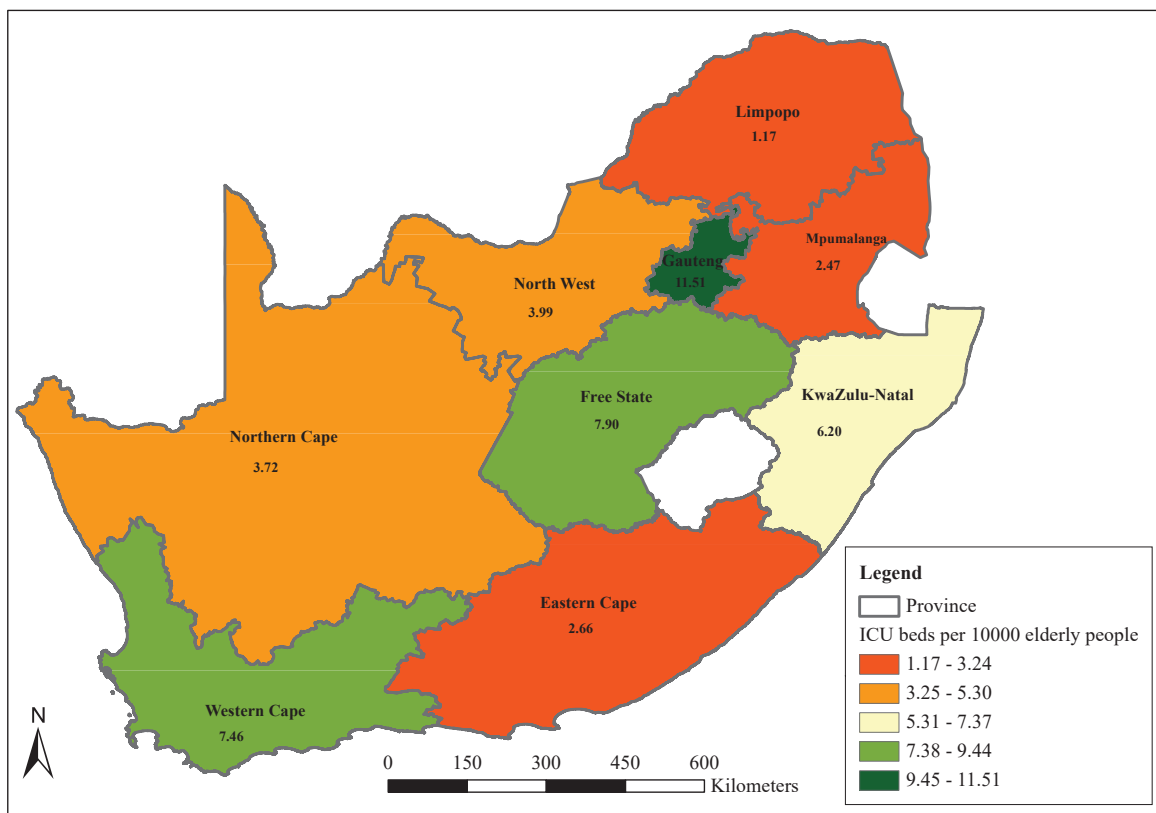 Limpopo
1.17
Mpumalanga
2.47
Gauteng
11.51
North West
3.99
Free State
7.90
KwaZulu-Natal
6.20
Northern Cape
3.72
Eastern Cape
2.66
Western Cape
7.46
N
0 150 300 450 600
Kilometers
Legend
Province
ICU beds per 10000 elderly people
1.17 - 3.24
3.25 - 5.30
5.31 - 7.37
7.38 - 9.44
9.45 - 11.51